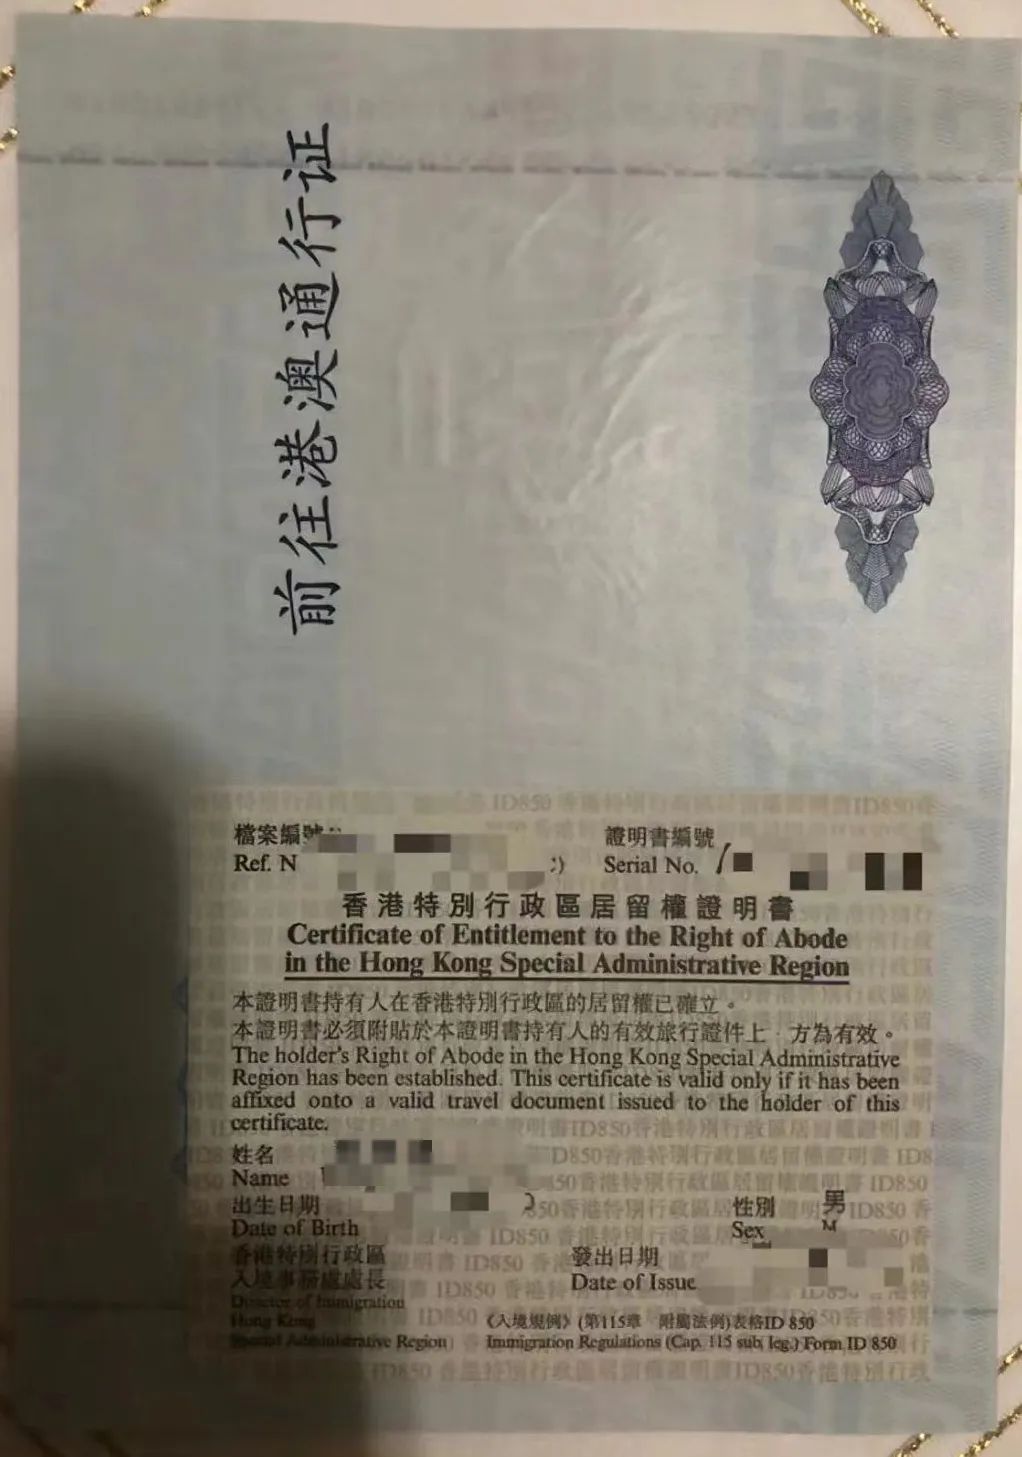 前往港澳通行证
檔案編號
Ref. N
證明書編號
Serial No.
香港特別行政區居留權證明書
Certificate of Entitlement to the Right of Abode
in the Hong Kong Special Administrative Region
本證明書持有人在香港特別行政區的居留權已確立。
本證明書必須附貼於本證明書持有人的有效旅行證件上，方為有效。
The holder's Right of Abode in the Hong Kong Special Administrative
Region has been established. This certificate is valid only if it has been
affixed onto a valid travel document issued to the holder of this
certificate.
姓名
Name
出生日期
Date of Birth
性別 男
Sex M
香港特別行政區
入境事務處處長
Director of Immigration
Hong Kong
Special Administrative Region
發出日期
Date of Issue
《入境規例》(第115章 附屬法例)表格ID 850
Immigration Regulations (Cap. 115 sub. leg.) Form ID 850